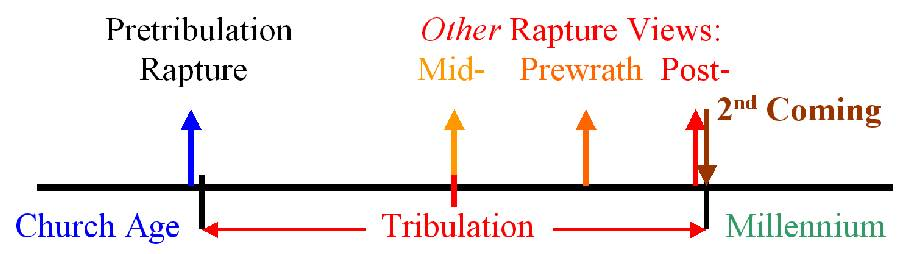 Pretribulation
Rapture
Other Rapture Views:
Mid- Prewrath Post-
2nd Coming
Church Age Tribulation Millennium